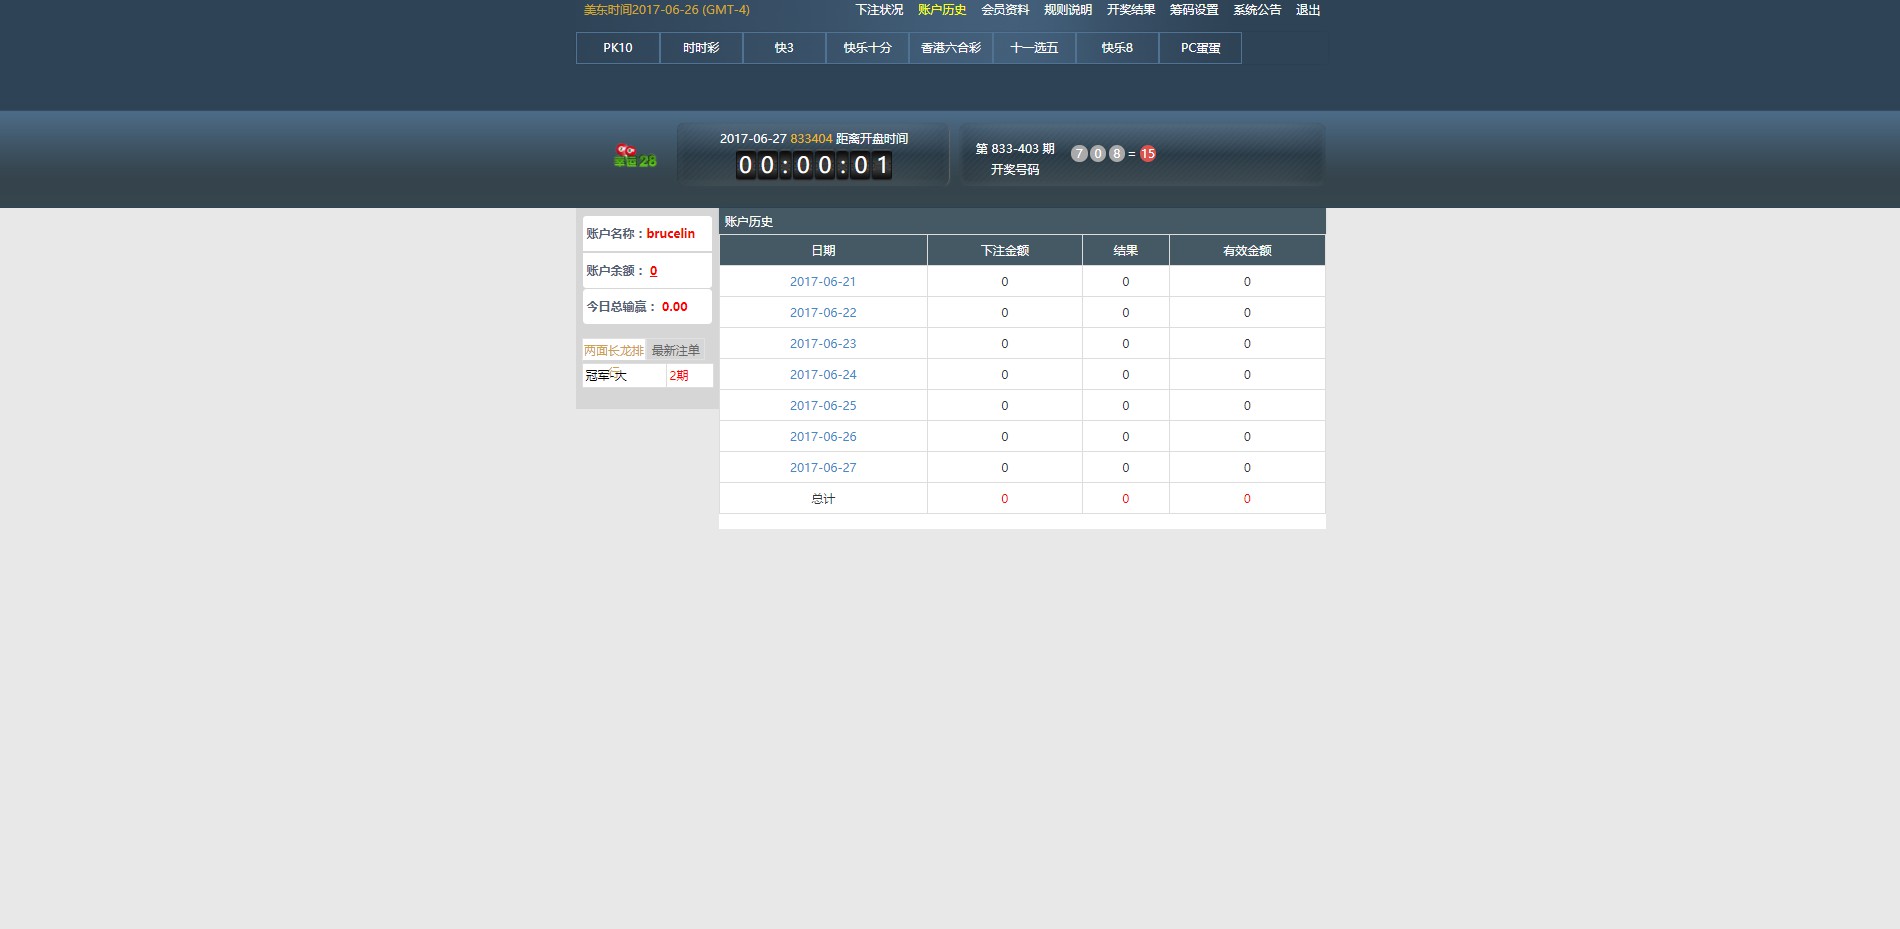 美东时间2017-06-26 (GMT-4) 下注状况 账户历史 会员资料 规则说明 开奖结果 筹码设置 系统公告 退出
PK10 时时彩 快3 快乐十分 香港六合彩 十一选五 快乐8 PC蛋蛋
幸运28
2017-06-27 833404 距离开盘时间
00:00:01
第 833-403 期
开奖号码
7 0 8 = 15
账户名称：brucelin
账户余额： 0
今日总输赢： 0.00
两面长龙排行 最新注单
冠军-大 2期
账户历史
日期 下注金额 结果 有效金额
2017-06-21 0 0 0
2017-06-22 0 0 0
2017-06-23 0 0 0
2017-06-24 0 0 0
2017-06-25 0 0 0
2017-06-26 0 0 0
2017-06-27 0 0 0
总计 0 0 0